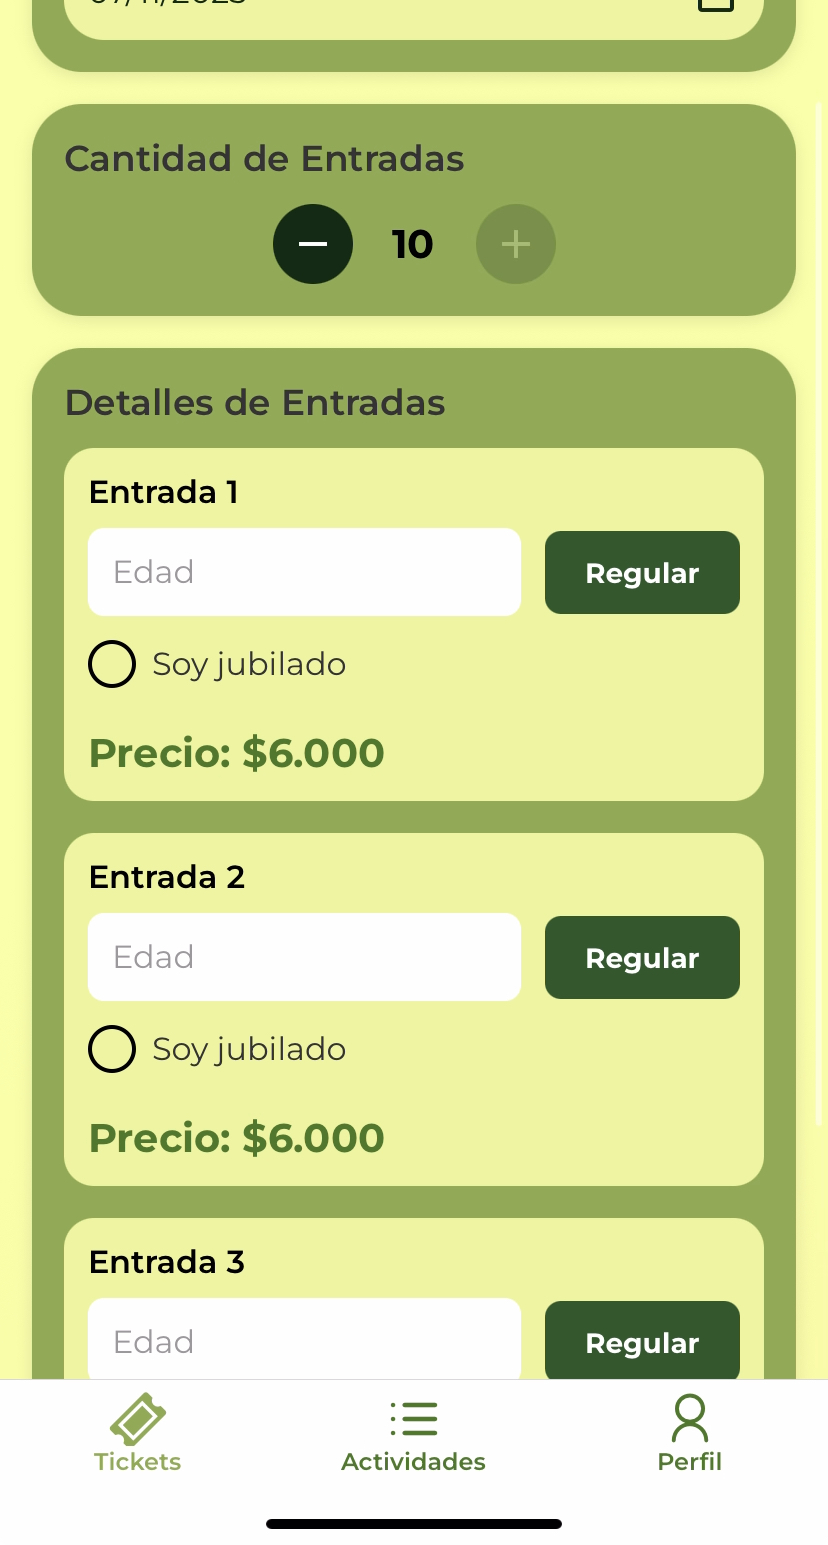 Cantidad de Entradas
10
Detalles de Entradas
Entrada 1
Edad
Regular
Soy jubilado
Precio: $6.000
Entrada 2
Edad
Regular
Soy jubilado
Precio: $6.000
Entrada 3
Edad
Regular
Tickets
Actividades
Perfil